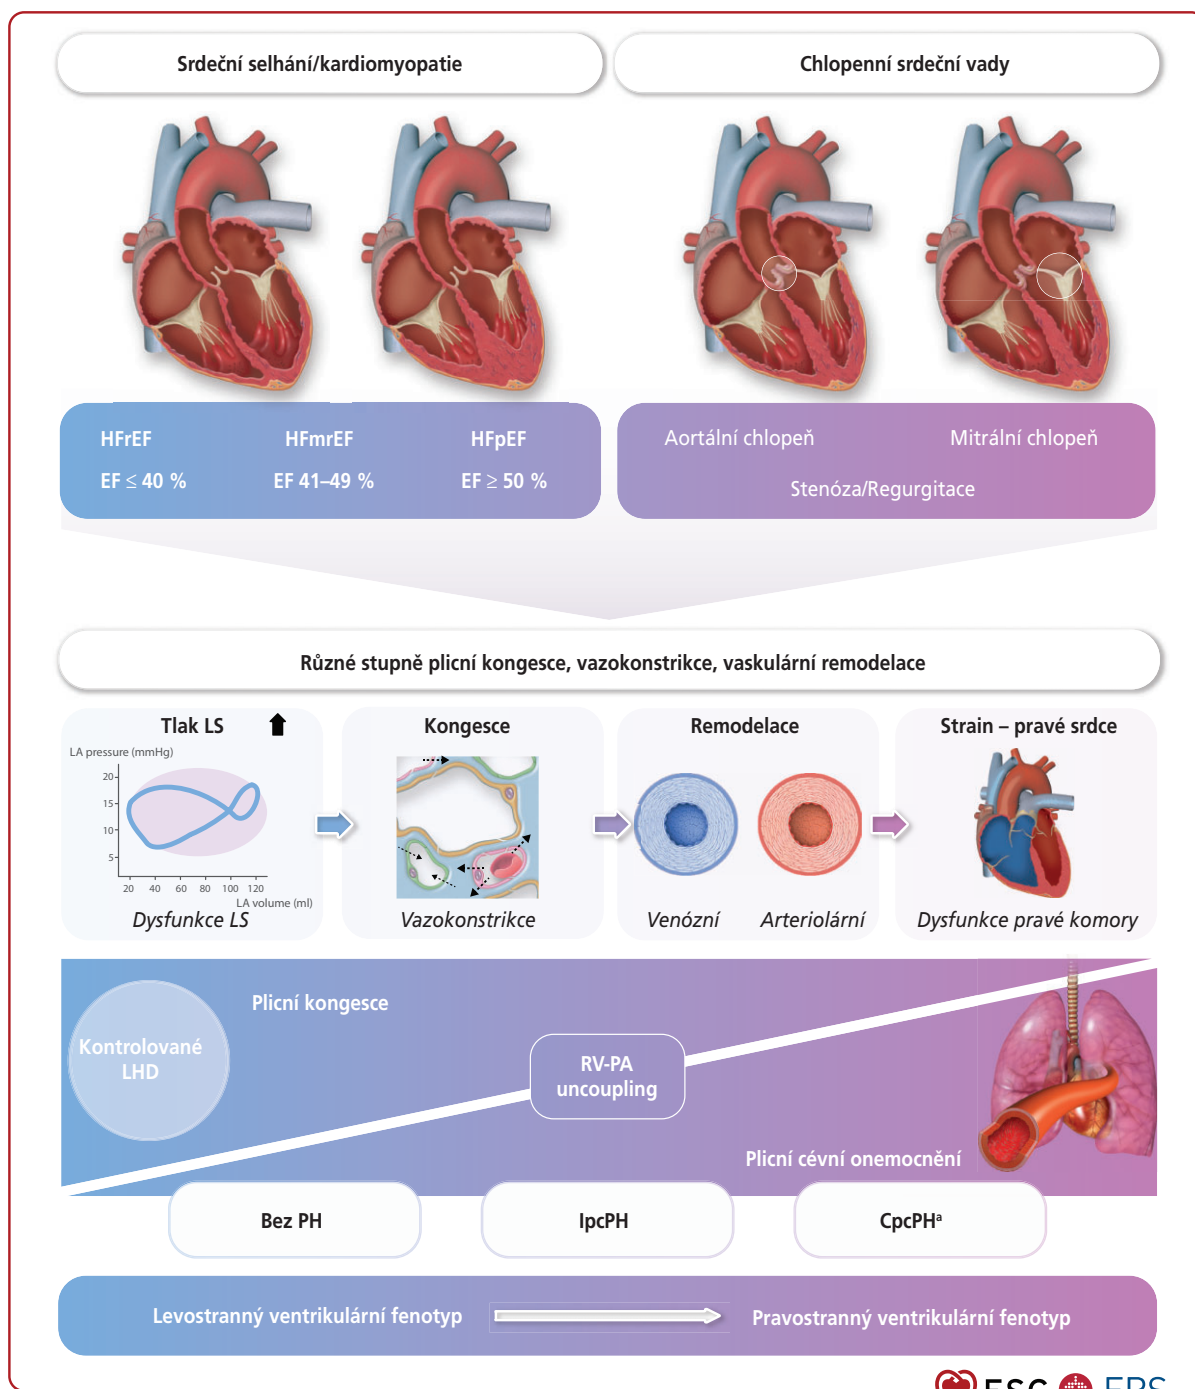 Srdeční selhání/kardiomyopatie
Chlopenní srdeční vady
HFrEF
HFmrEF
HFpEF
EF ≤ 40 %
EF 41–49 %
EF ≥ 50 %
Aortální chlopeň
Mitrální chlopeň
Stenóza/Regurgitace
Různé stupně plicní kongesce, vazokonstrikce, vaskulární remodelace
Tlak LS
LA pressure (mmHg)
20
15
10
5
20 40 60 80 100 120
LA volume (ml)
Dysfunkce LS
Kongesce
Vazokonstrikce
Remodelace
Venózní
Arteriolární
Strain – pravé srdce
Dysfunkce pravé komory
Plicní kongesce
Kontrolované
LHD
RV-PA
uncoupling
Plicní cévní onemocnění
Bez PH
IpcPH
CpcPHᵃ
Levostranný ventrikulární fenotyp
Pravostranný ventrikulární fenotyp
ESC
ERS